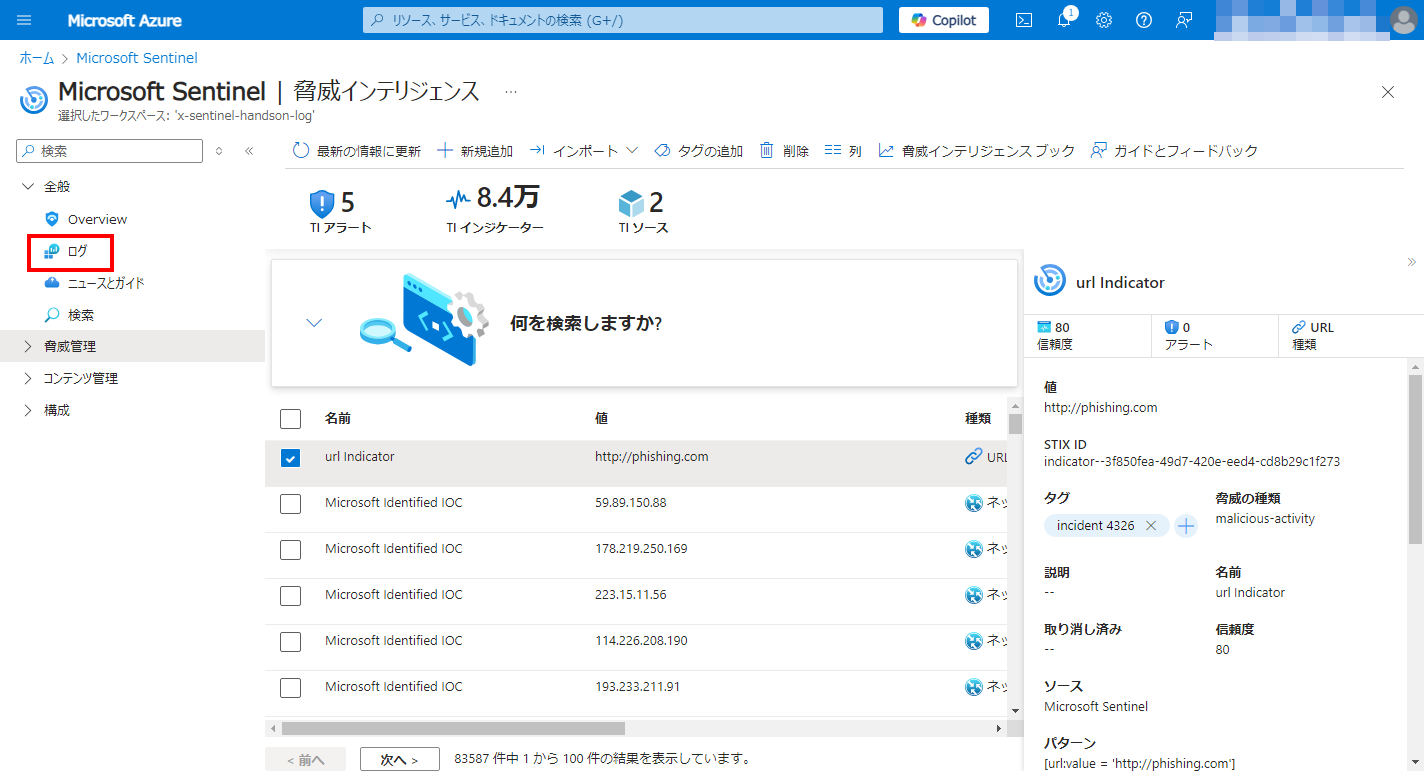 Microsoft Azure
リソース、サービス、ドキュメントの検索 (G+/)
Copilot
1
ホーム > Microsoft Sentinel
Microsoft Sentinel | 脅威インテリジェンス ...
選択したワークスペース: 'x-sentinel-handson-log'
検索
全般
Overview
ログ
ニュースとガイド
検索
脅威管理
コンテンツ管理
構成
最新の情報に更新 新規追加 インポート タグの追加 削除 列 脅威インテリジェンス ブック ガイドとフィードバック
5
TI アラート
8.4万
TI インジケーター
2
TI ソース
何を検索しますか?
名前 値 種類
url Indicator http://phishing.com URL
Microsoft Identified IOC 59.89.150.88 ネッ
Microsoft Identified IOC 178.219.250.169 ネッ
Microsoft Identified IOC 223.15.11.56 ネッ
Microsoft Identified IOC 114.226.208.190 ネッ
Microsoft Identified IOC 193.233.211.91 ネッ
< 前へ 次へ > 83587 件中 1 から 100 件の結果を表示しています。
url Indicator
80
信頼度
0
アラート
URL
種類
値
http://phishing.com
STIX ID
indicator--3f850fea-49d7-420e-eed4-cd8b29c1f273
タグ
incident 4326
脅威の種類
malicious-activity
説明
--
名前
url Indicator
取り消し済み
--
信頼度
80
ソース
Microsoft Sentinel
パターン
[url:value = 'http://phishing.com']